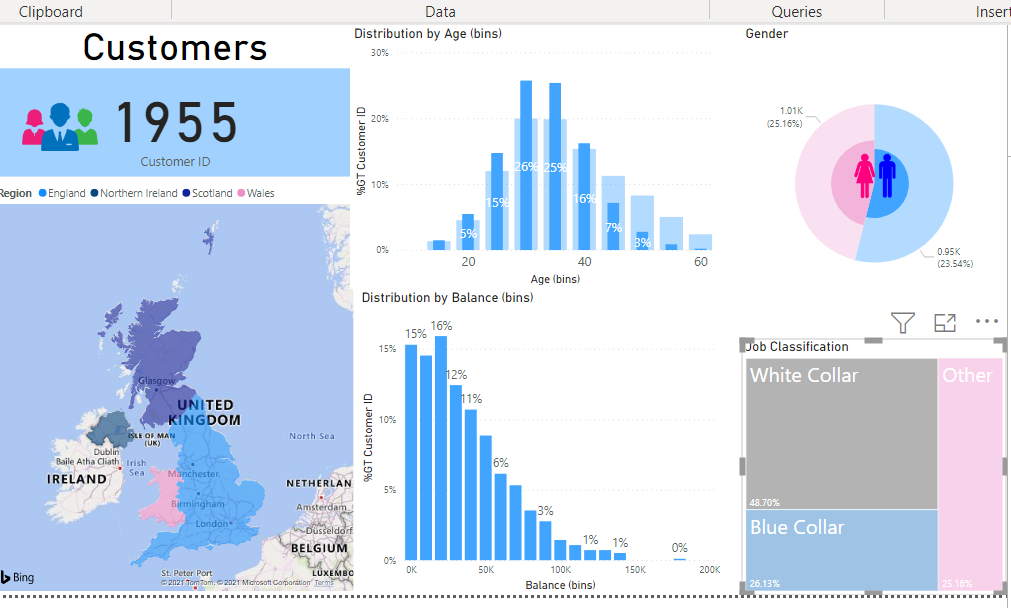 Clipboard
Data
Queries
Insert
Customers
1955
Customer ID
Region England Northern Ireland Scotland Wales
Glasgow
UNITED
KINGDOM
ISLE OF MAN
(UK)
North Sea
Dublin
Baile Átha Cliath
Irish
Sea
IRELAND
Manchester
NETHERLAN
Birmingham
Amsterdam
London
Düsseldorf
BELGIUM
St. Peter Port
LUXEMBO
Bing
© 2021 TomTom, © 2021 Microsoft Corporation Terms
Distribution by Age (bins)
%GT Customer ID
30%
20%
10%
0%
5%
15%
26%
25%
16%
7%
3%
20
40
60
Age (bins)
Distribution by Balance (bins)
%GT Customer ID
15%
10%
5%
0%
15%
16%
12%
11%
6%
3%
1%
1%
0%
0K
50K
100K
150K
200K
Balance (bins)
Gender
1.01K
(25.16%)
0.95K
(23.54%)
Job Classification
White Collar
48.70%
Blue Collar
26.13%
Other
25.16%